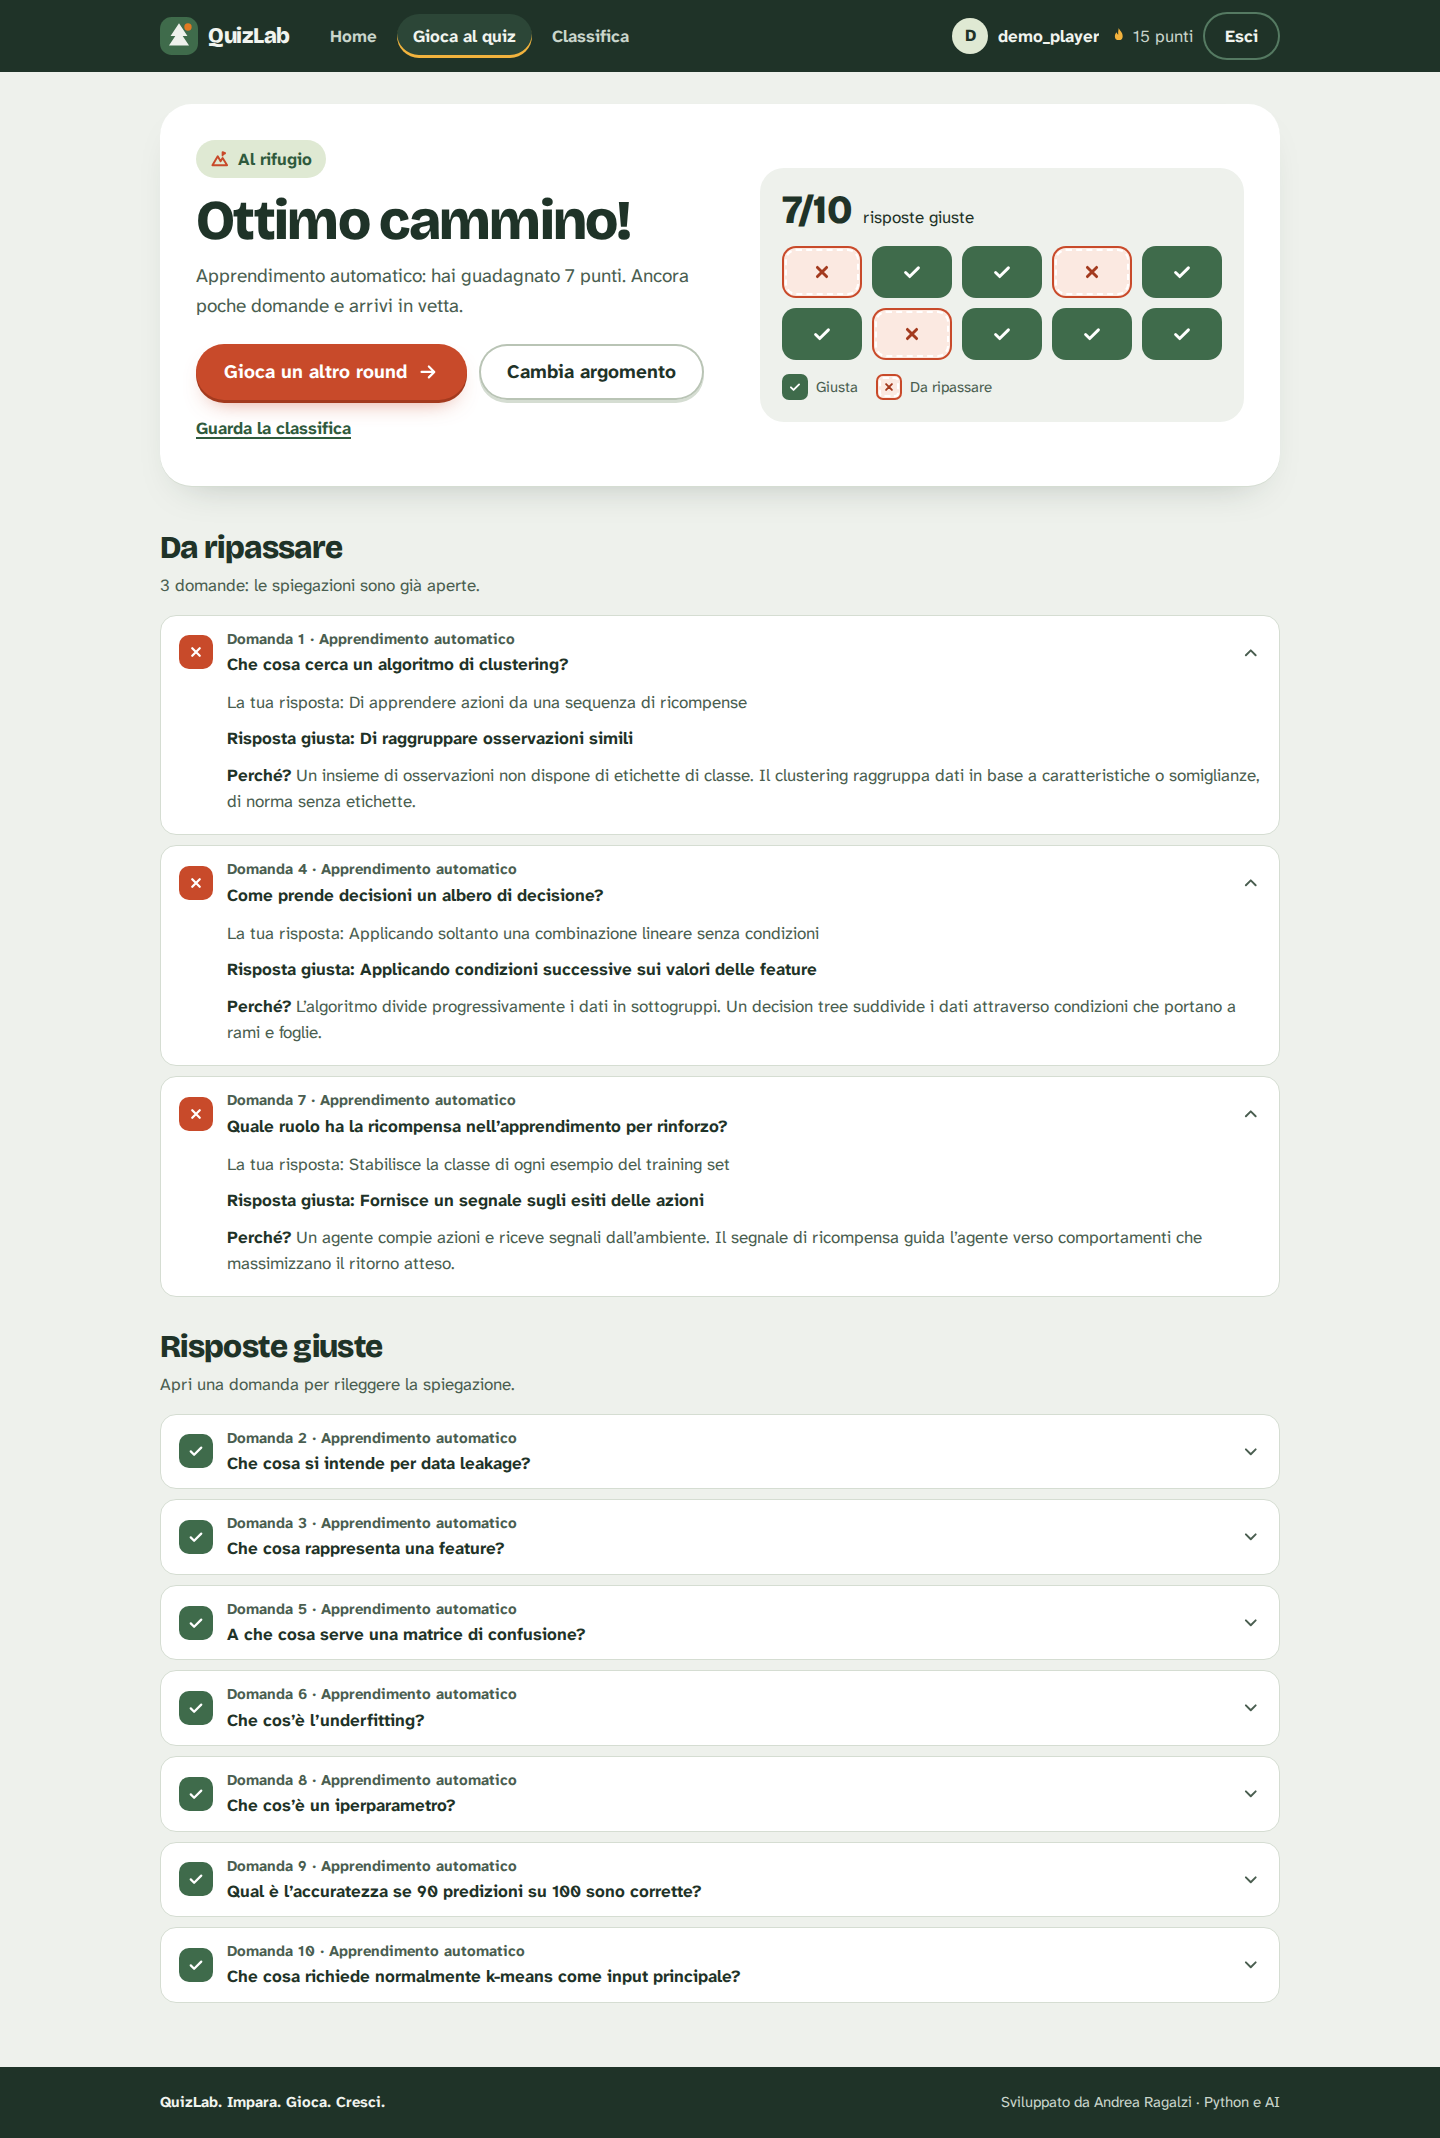 QuizLab
Home
Gioca al quiz
Classifica
D
demo_player
15 punti
Esci
Al rifugio
Ottimo cammino!
Apprendimento automatico: hai guadagnato 7 punti. Ancora
poche domande e arrivi in vetta.
Gioca un altro round
Cambia argomento
Guarda la classifica
7/10 risposte giuste
Giusta
Da ripassare
Da ripassare
3 domande: le spiegazioni sono già aperte.
Domanda 1 · Apprendimento automatico
Che cosa cerca un algoritmo di clustering?
La tua risposta: Di apprendere azioni da una sequenza di ricompense
Risposta giusta: Di raggruppare osservazioni simili
Perché? Un insieme di osservazioni non dispone di etichette di classe. Il clustering raggruppa dati in base a caratteristiche o somiglianze,
di norma senza etichette.
Domanda 4 · Apprendimento automatico
Come prende decisioni un albero di decisione?
La tua risposta: Applicando soltanto una combinazione lineare senza condizioni
Risposta giusta: Applicando condizioni successive sui valori delle feature
Perché? L’algoritmo divide progressivamente i dati in sottogruppi. Un decision tree suddivide i dati attraverso condizioni che portano a
rami e foglie.
Domanda 7 · Apprendimento automatico
Quale ruolo ha la ricompensa nell’apprendimento per rinforzo?
La tua risposta: Stabilisce la classe di ogni esempio del training set
Risposta giusta: Fornisce un segnale sugli esiti delle azioni
Perché? Un agente compie azioni e riceve segnali dall’ambiente. Il segnale di ricompensa guida l’agente verso comportamenti che
massimizzano il ritorno atteso.
Risposte giuste
Apri una domanda per rileggere la spiegazione.
Domanda 2 · Apprendimento automatico
Che cosa si intende per data leakage?
Domanda 3 · Apprendimento automatico
Che cosa rappresenta una feature?
Domanda 5 · Apprendimento automatico
A che cosa serve una matrice di confusione?
Domanda 6 · Apprendimento automatico
Che cos’è l’underfitting?
Domanda 8 · Apprendimento automatico
Che cos’è un iperparametro?
Domanda 9 · Apprendimento automatico
Qual è l’accuratezza se 90 predizioni su 100 sono corrette?
Domanda 10 · Apprendimento automatico
Che cosa richiede normalmente k-means come input principale?
QuizLab. Impara. Gioca. Cresci.
Sviluppato da Andrea Ragalzi · Python e AI